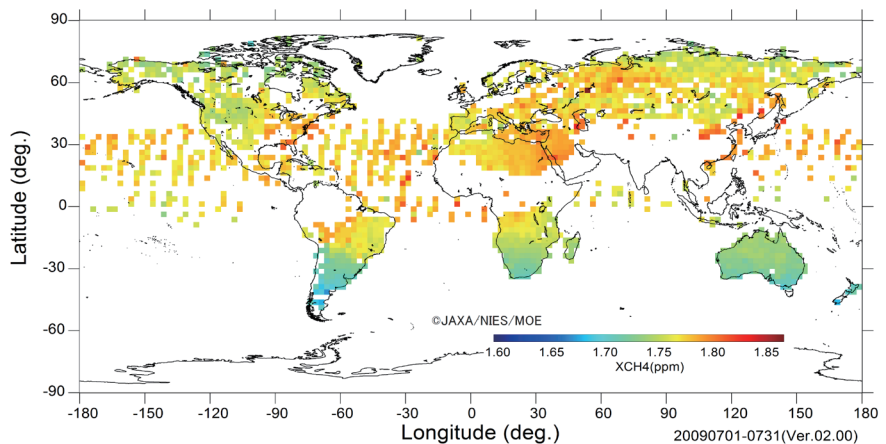 90
60
30
0
-30
-60
-90
Latitude (deg.)
©JAXA/NIES/MOE
1.60 1.65 1.70 1.75 1.80 1.85
XCH4(ppm)
-180 -150 -120 -90 -60 -30 0 30 60 90 120 150 180
Longitude (deg.)
20090701-0731(Ver.02.00)